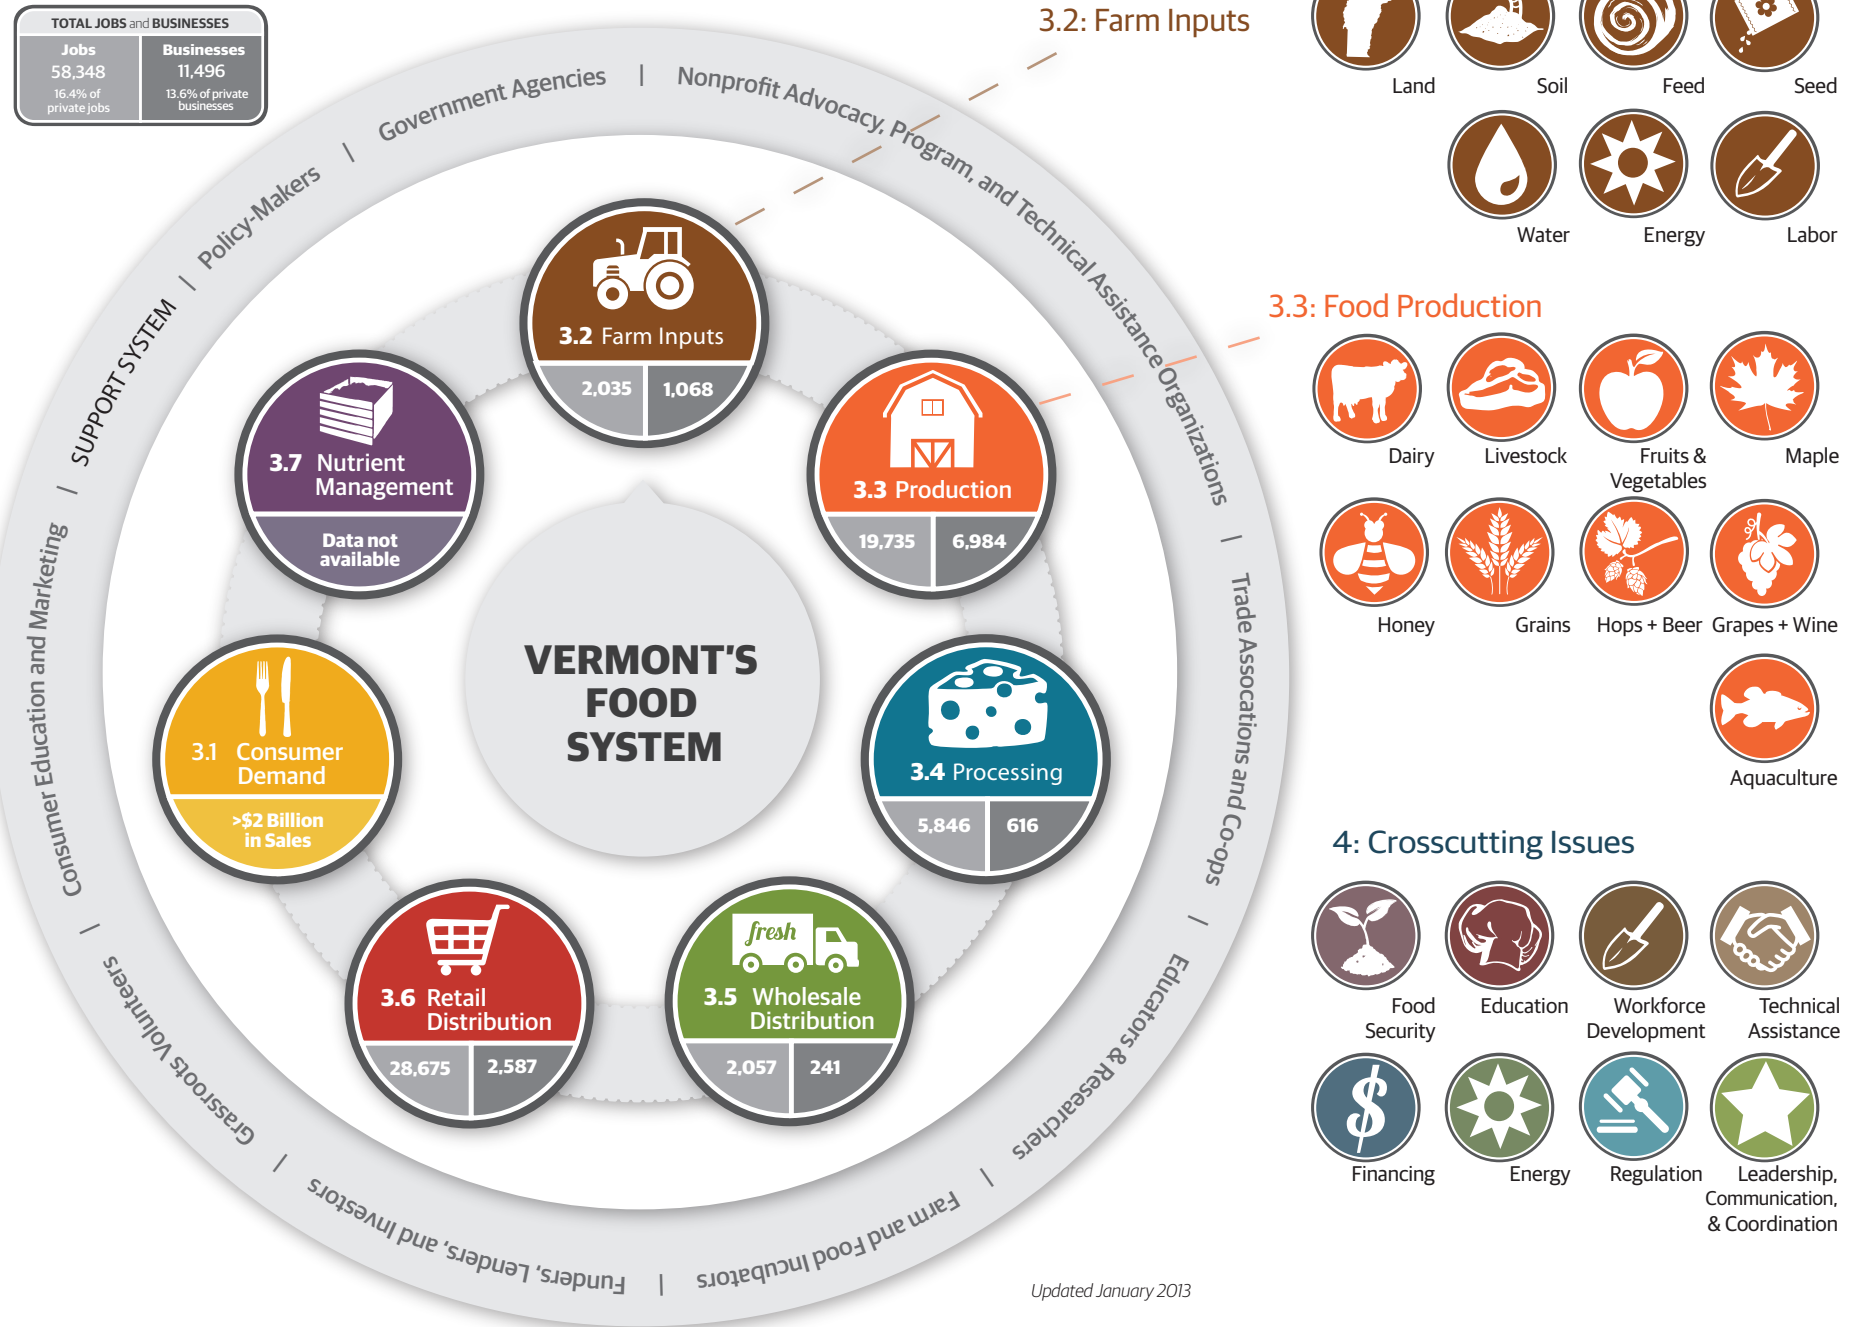 TOTAL JOBS and BUSINESSES
Jobs
58,348
16.4% of
private jobs
Businesses
11,496
13.6% of private
businesses
SUPPORT SYSTEM | Policy-Makers | Government Agencies | Nonprofit Advocacy, Program, and Technical Assistance Organizations | Trade Assocations and Co-ops | Educators & Researchers | Farm and Food Incubators | Funders, Lenders, and Investors | Grassroots Volunteers | Consumer Education and Marketing |
VERMONT'S
FOOD
SYSTEM
3.2 Farm Inputs
2,035 1,068
3.3 Production
19,735 6,984
3.4 Processing
5,846 616
fresh
3.5 Wholesale
Distribution
2,057 241
3.6 Retail
Distribution
28,675 2,587
3.1 Consumer
Demand
>$2 Billion
in Sales
3.7 Nutrient
Management
Data not
available
3.2: Farm Inputs
Land Soil Feed Seed
Water Energy Labor
3.3: Food Production
Dairy Livestock Fruits & Maple
Vegetables
Honey Grains Hops + Beer Grapes + Wine
Aquaculture
4: Crosscutting Issues
Food Education Workforce Technical
Security Development Assistance
$
Financing Energy Regulation Leadership,
Communication,
& Coordination
Updated January 2013